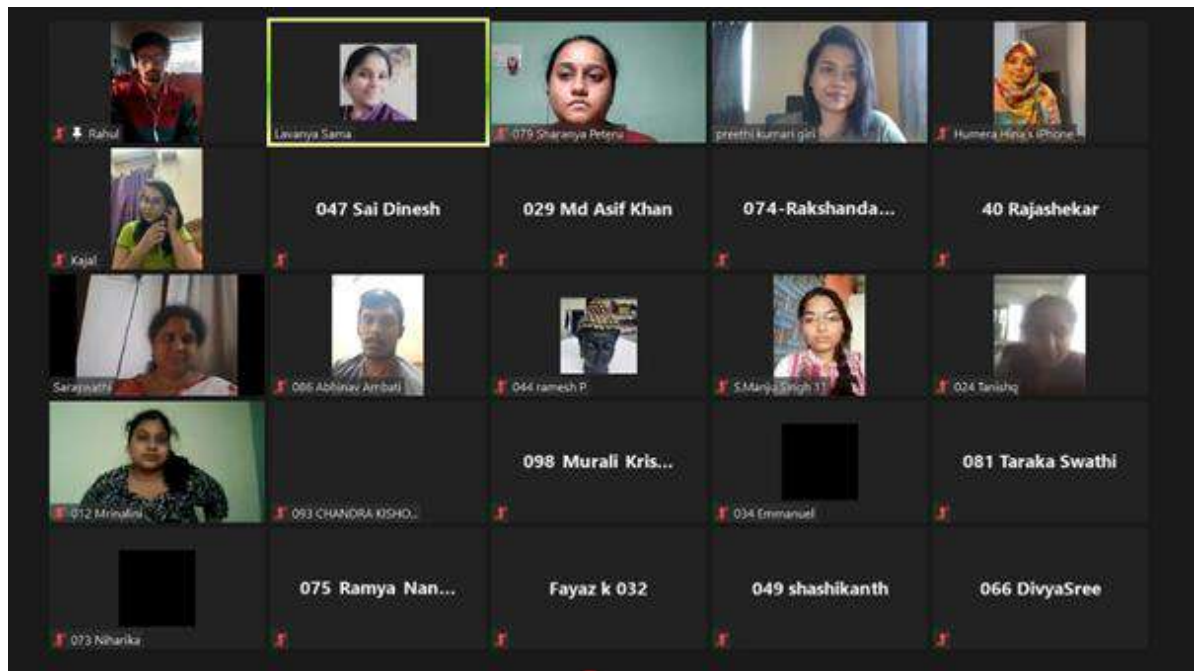 Rahul
Lavanya Sama
079 Sharanya Peteru
preethi kumari giri
Humera Hina's iPhone
Kajal
047 Sai Dinesh
029 Md Asif Khan
074-Rakshanda...
40 Rajashekar
Saraswathi
086 Abhinav Ambati
044 ramesh P
S.Manju Singh 11
024 Tanishq
012 Mrinalini
093 CHANDRA KISHO...
098 Murali Kris...
034 Emmanuel
081 Taraka Swathi
073 Niharika
075 Ramya Nan...
Fayaz k 032
049 shashikanth
066 DivyaSree